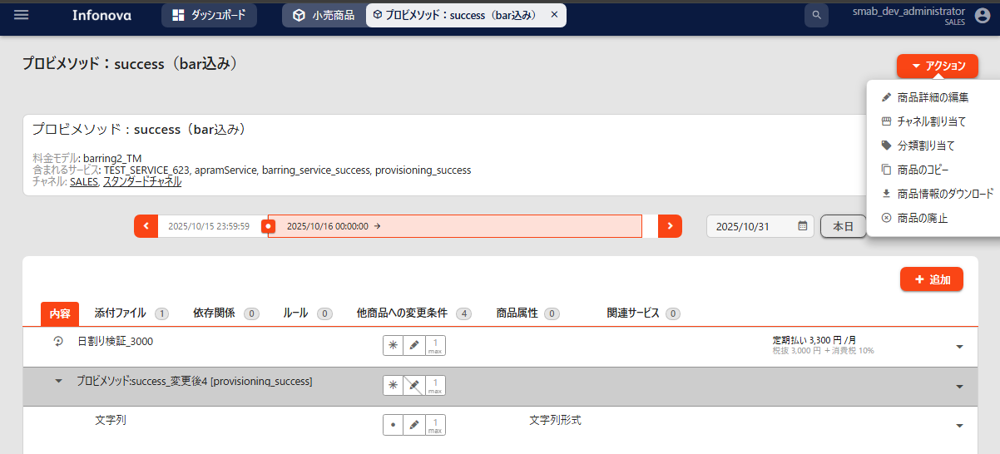 Infonova
ダッシュボード
小売商品
プロビメソッド：success（bar込み）
smab_dev_administrator
SALES
プロビメソッド：success（bar込み）
アクション
商品詳細の編集
チャネル割り当て
分類割り当て
商品のコピー
商品情報のダウンロード
商品の廃止
プロビメソッド：success（bar込み）
料金モデル: barring2_TM
含まれるサービス: TEST_SERVICE_623, apramService, barring_service_success, provisioning_success
チャネル: SALES, スタンダードチャネル
2025/10/15 23:59:59
2025/10/16 00:00:00 →
2025/10/31
本日
+ 追加
内容
添付ファイル 1
依存関係 0
ルール 0
他商品への変更条件 4
商品属性 0
関連サービス 0
日割り検証_3000
1
max
定期払い 3,300 円 /月
税抜 3,000 円 ＋消費税 10%
プロビメソッド:success_変更後4 [provisioning_success]
1
max
文字列
1
max
文字列形式